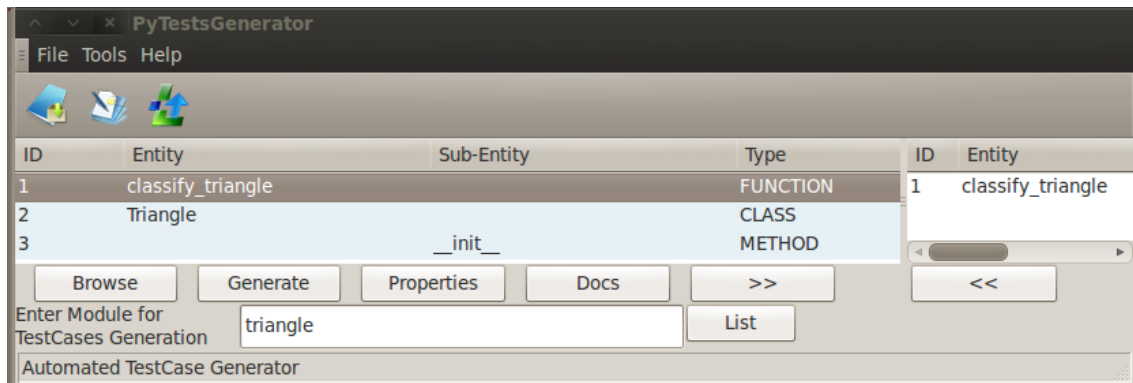 PyTestsGenerator
File Tools Help
ID Entity Sub-Entity Type ID Entity
1 classify_triangle FUNCTION 1 classify_triangle
2 Triangle CLASS
3 __init__ METHOD
Browse Generate Properties Docs >> <<
Enter Module for
TestCases Generation triangle List
Automated TestCase Generator